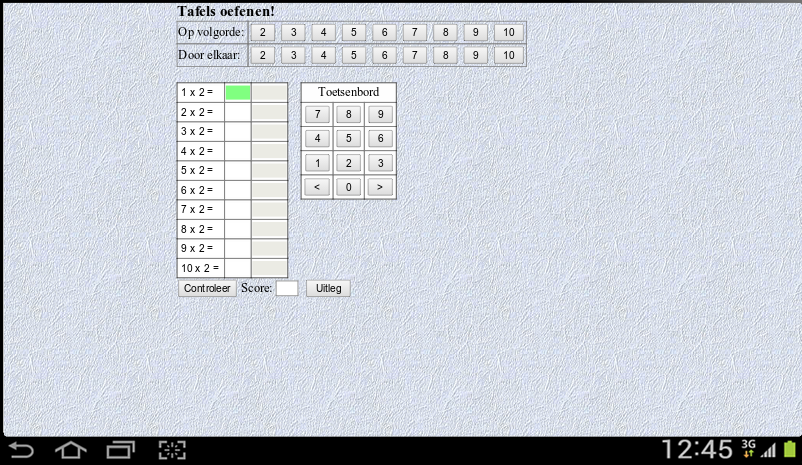 Tafels oefenen!
Op volgorde: 2 3 4 5 6 7 8 9 10
Door elkaar: 2 3 4 5 6 7 8 9 10
1 x 2 =
2 x 2 =
3 x 2 =
4 x 2 =
5 x 2 =
6 x 2 =
7 x 2 =
8 x 2 =
9 x 2 =
10 x 2 =
Toetsenbord
7 8 9
4 5 6
1 2 3
< 0 >
Controleer Score: Uitleg
12:45 3G